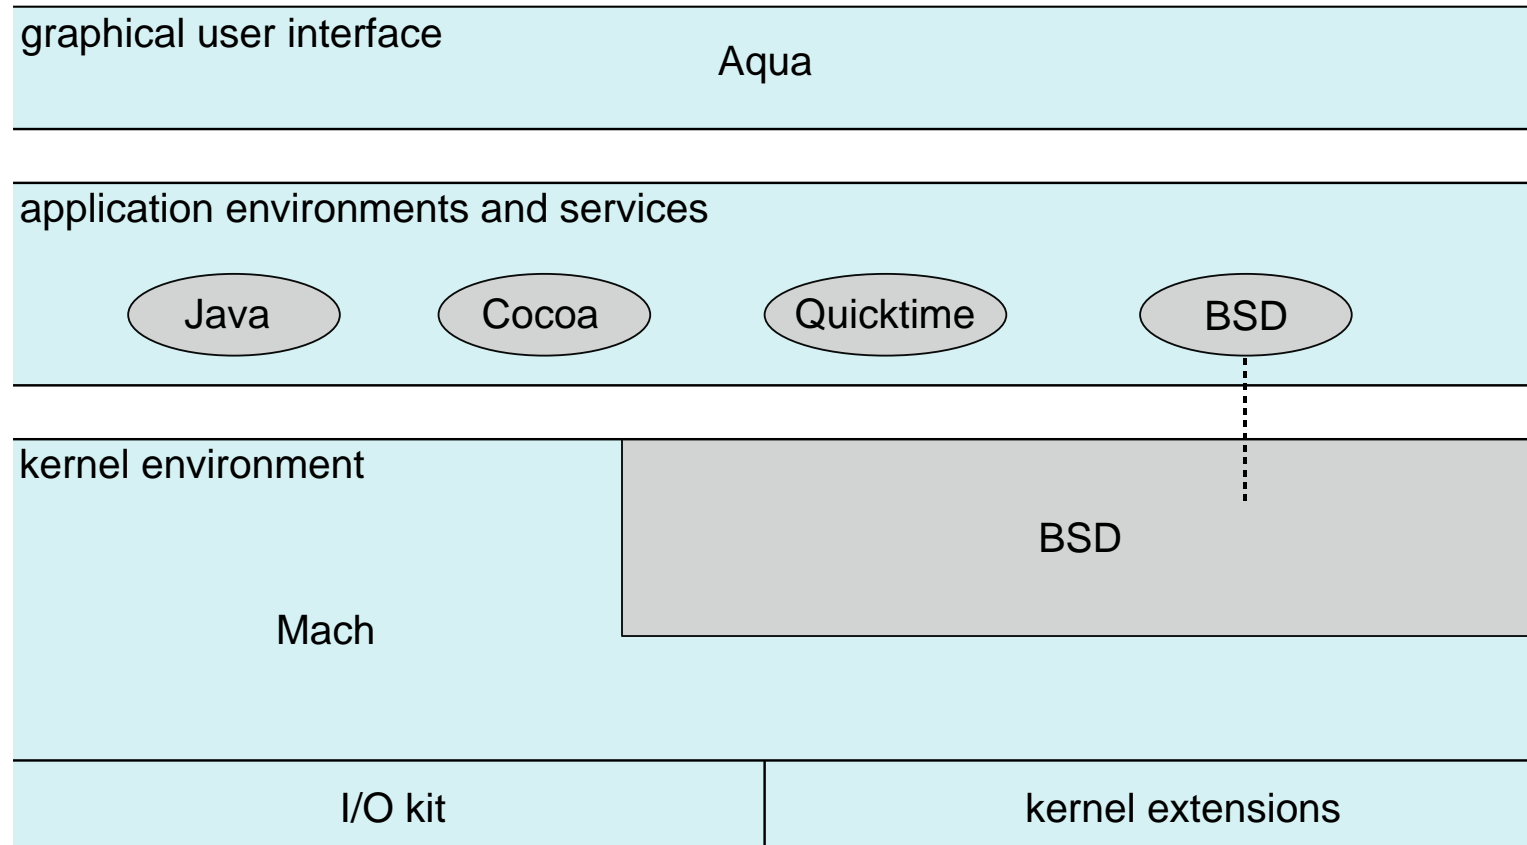 graphical user interface
Aqua
application environments and services
Java
Cocoa
Quicktime
BSD
kernel environment
BSD
Mach
I/O kit
kernel extensions